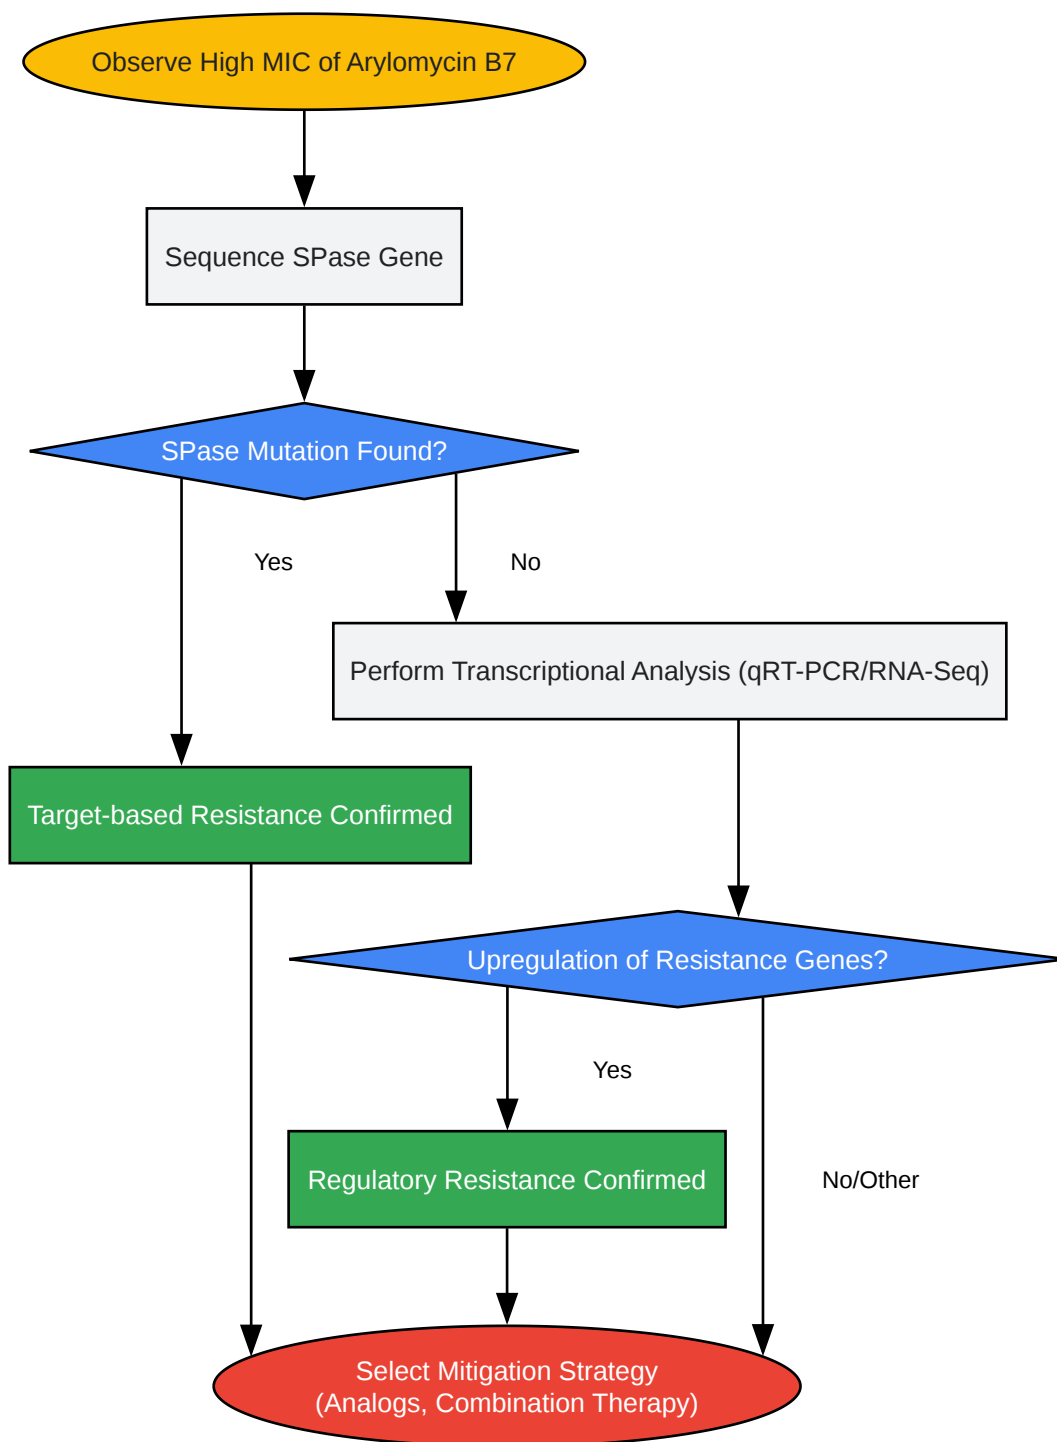 Observe High MIC of Arylomycin B7
Sequence SPase Gene
SPase Mutation Found?
Yes
No
Perform Transcriptional Analysis (qRT-PCR/RNA-Seq)
Target-based Resistance Confirmed
Upregulation of Resistance Genes?
Yes
Regulatory Resistance Confirmed
No/Other
Select Mitigation Strategy
(Analogs, Combination Therapy)